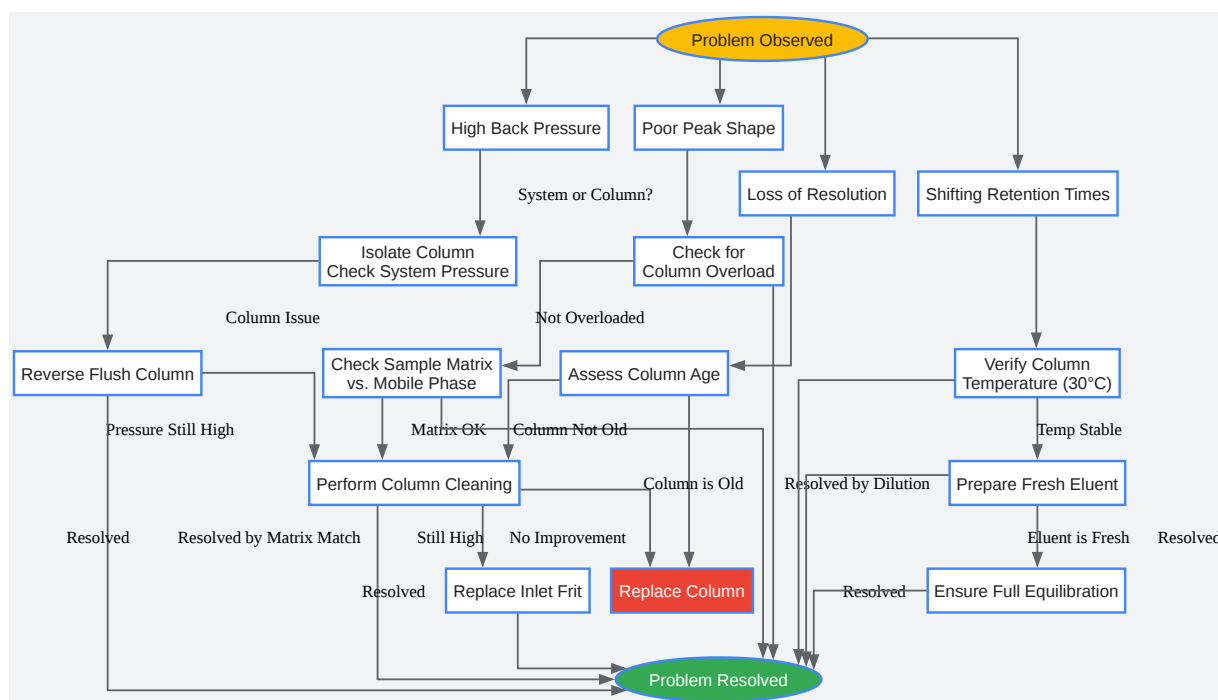 Problem Observed
High Back Pressure
Poor Peak Shape
Loss of Resolution
Shifting Retention Times
System or Column?
Isolate Column
Check System Pressure
Check for
Column Overload
Column Issue
Not Overloaded
Reverse Flush Column
Check Sample Matrix
vs. Mobile Phase
Assess Column Age
Verify Column
Temperature (30°C)
Pressure Still High
Matrix OK
Column Not Old
Temp Stable
Perform Column Cleaning
Column is Old
Resolved by Dilution
Prepare Fresh Eluent
Resolved
Resolved by Matrix Match
Still High
No Improvement
Eluent is Fresh
Resolved
Resolved
Replace Inlet Frit
Replace Column
Resolved
Ensure Full Equilibration
Problem Resolved